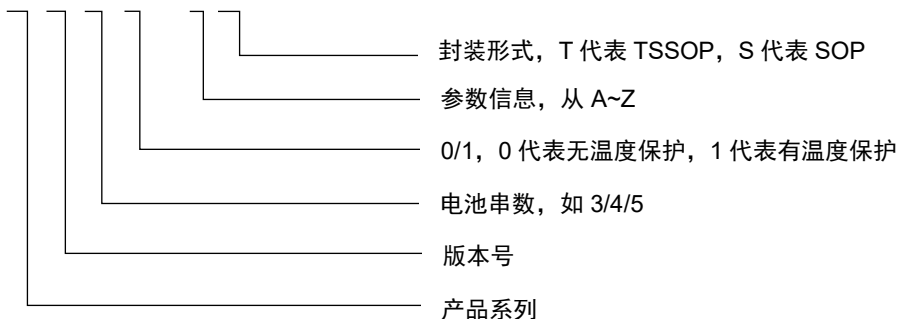 封装形式，T 代表 TSSOP，S 代表 SOP
参数信息，从 A~Z
0/1，0 代表无温度保护，1 代表有温度保护
电池串数，如 3/4/5
版本号
产品系列